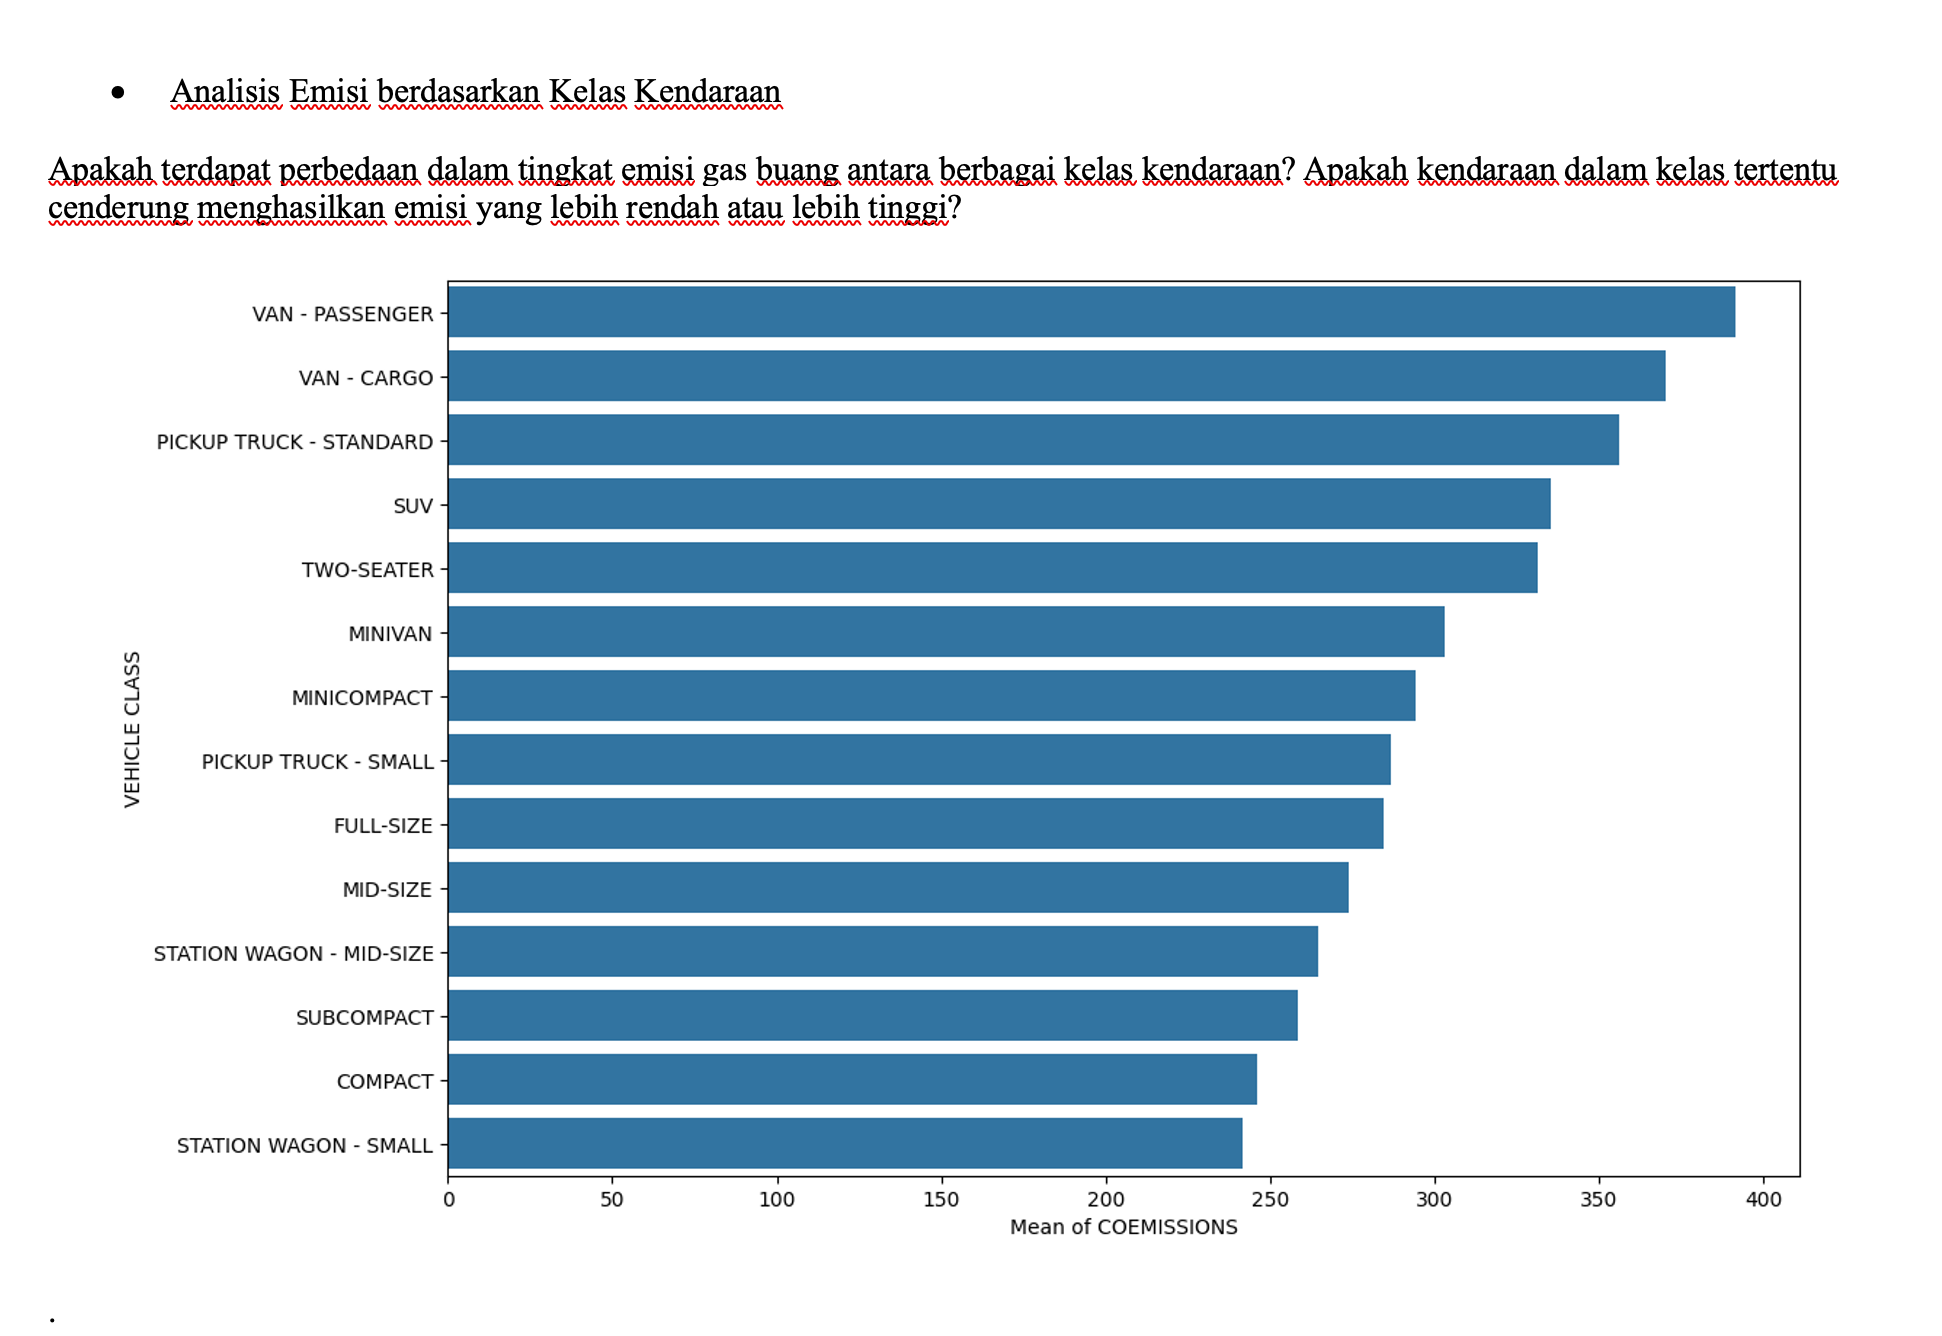 • Analisis Emisi berdasarkan Kelas Kendaraan
Apakah terdapat perbedaan dalam tingkat emisi gas buang antara berbagai kelas kendaraan? Apakah kendaraan dalam kelas tertentu
cenderung menghasilkan emisi yang lebih rendah atau lebih tinggi?
VEHICLE CLASS
VAN - PASSENGER
VAN - CARGO
PICKUP TRUCK - STANDARD
SUV
TWO-SEATER
MINIVAN
MINICOMPACT
PICKUP TRUCK - SMALL
FULL-SIZE
MID-SIZE
STATION WAGON - MID-SIZE
SUBCOMPACT
COMPACT
STATION WAGON - SMALL
0 50 100 150 200 250 300 350 400
Mean of COEMISSIONS
.